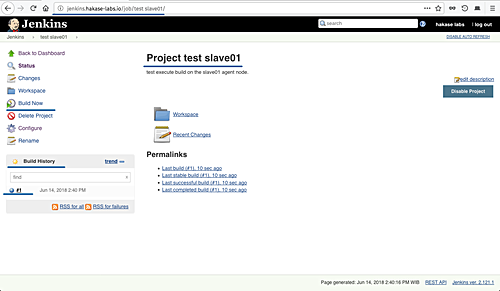 jenkins.hakase-labs.io/job/test slave01/
Jenkins
search
hakase labs
log out
Jenkins
test slave01
DISABLE AUTO REFRESH
Back to Dashboard
Status
Changes
Workspace
Build Now
Delete Project
Configure
Rename
Build History
trend
find
#1
Jun 14, 2018 2:40 PM
RSS for all
RSS for failures
Project test slave01
test execute build on the slave01 agent node.
edit description
Disable Project
Workspace
Recent Changes
Permalinks
Last build (#1), 10 sec ago
Last stable build (#1), 10 sec ago
Last successful build (#1), 10 sec ago
Last completed build (#1), 10 sec ago
Page generated: Jun 14, 2018 2:40:16 PM WIB
REST API
Jenkins ver. 2.121.1